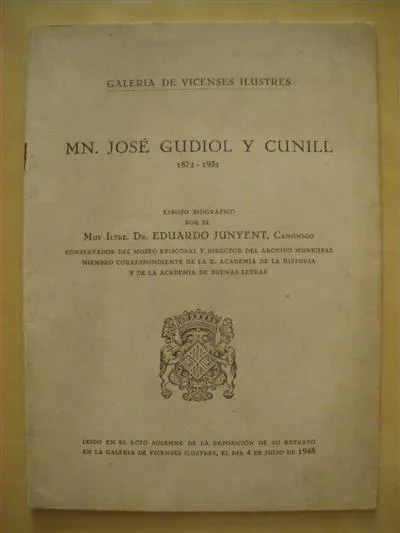 GALERIA DE VICENSES ILUSTRES
MN. JOSÉ GUDIOL Y CUNILL
1872 - 1931
ESBOZO BIOGRÁFICO
POR EL
MUY ILTRE. DR. EDUARDO JUNYENT, CANÓNIGO
CONSERVADOR DEL MUSEO EPISCOPAL Y DIRECTOR DEL ARCHIVO MUNICIPAL
MIEMBRO CORRESPONDIENTE DE LA R. ACADEMIA DE LA HISTORIA
Y DE LA ACADEMIA DE BUENAS LETRAS
LEIDO EN EL ACTO SOLEMNE DE LA REPOSICIÓN DE SU RETRATO
EN LA GALERIA DE VICENSES ILUSTRES, EL DIA 4 DE JULIO DE 1948